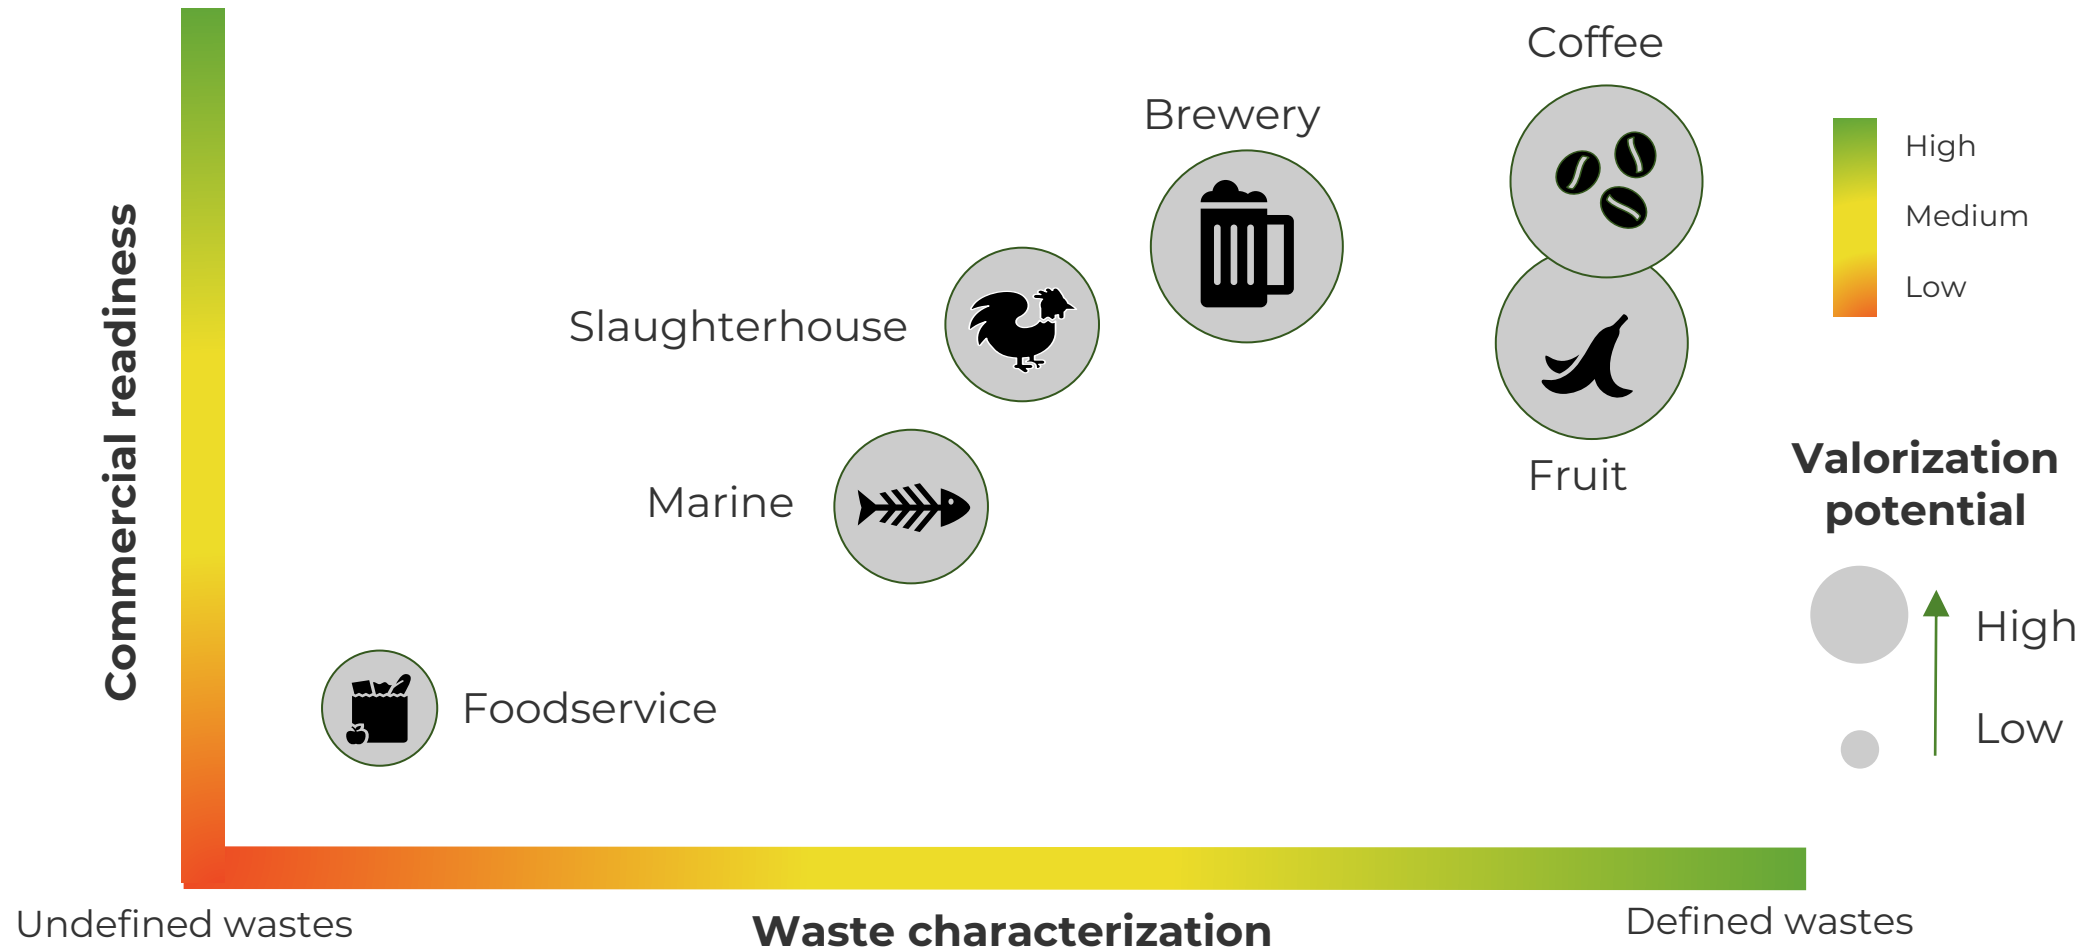 Coffee
Brewery
High
Medium
Low
Commercial readiness
Slaughterhouse
Marine
Fruit
Valorization
potential
High
Low
Foodservice
Undefined wastes
Waste characterization
Defined wastes